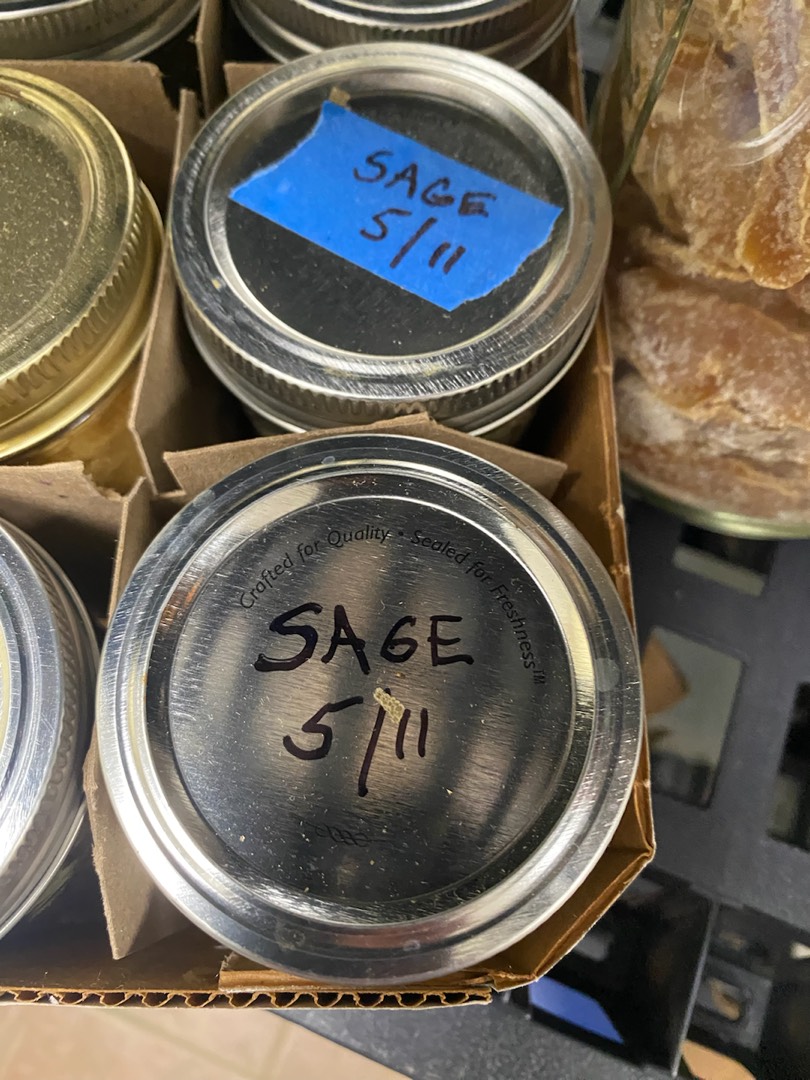 SAGE
5/11
Crafted for Quality • Sealed for Freshness™
SAGE
5/11